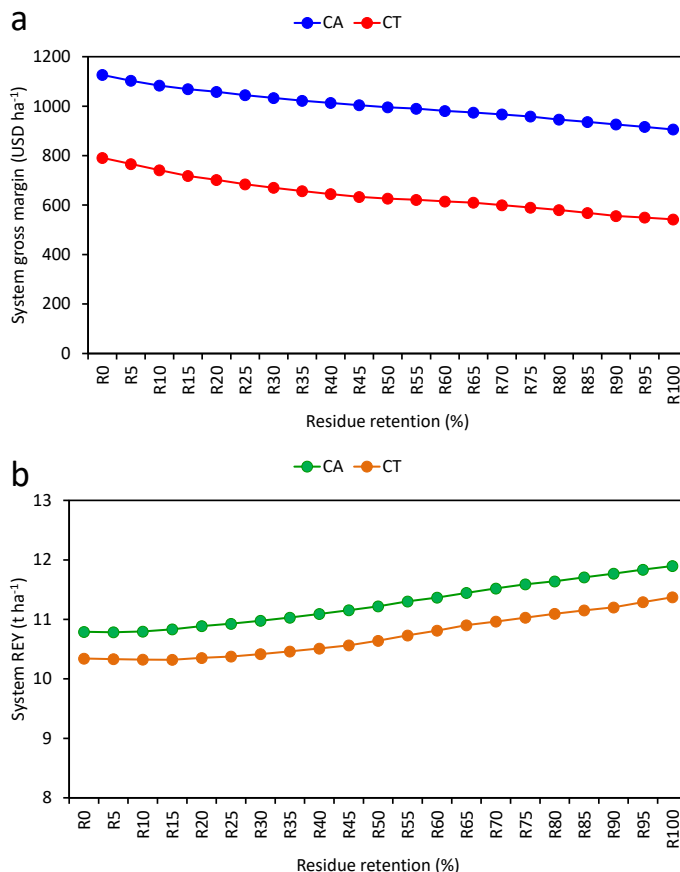 a
CA CT
System gross margin (USD ha⁻¹)
1200
1000
800
600
400
200
0
R0 R5 R10 R15 R20 R25 R30 R35 R40 R45 R50 R55 R60 R65 R70 R75 R80 R85 R90 R95 R100
Residue retention (%)
b
CA CT
System REY (t ha⁻¹)
13
12
11
10
9
8
R0 R5 R10 R15 R20 R25 R30 R35 R40 R45 R50 R55 R60 R65 R70 R75 R80 R85 R90 R95 R100
Residue retention (%)